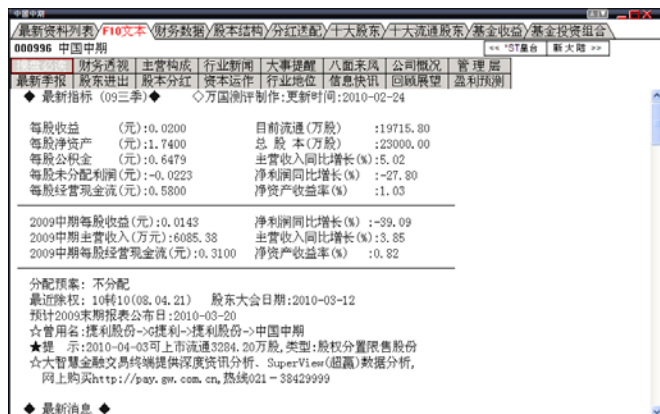 中国中期
最新资料列表 F10文本 财务数据 股本结构 分红送配 十大股东 十大流通股东 基金收益 基金投资组合
000996 中国中期 << *ST星台 新大陆 >>
操盘必读 财务透视 主营构成 行业新闻 大事提醒 八面来风 公司概况 管理层
最新季报 股东进出 股本分红 资本运作 行业地位 信息快讯 回顾展望 盈利预测
◆ 最新指标 (09三季)◆ ◇万国测评制作:更新时间:2010-02-24
每股收益 (元):0.0200 目前流通(万股) :19715.80
每股净资产 (元):1.7400 总 股 本(万股) :23000.00
每股公积金 (元):0.6479 主营收入同比增长(%):5.02
每股未分配利润(元):-0.0223 净利润同比增长(%) :-27.80
每股经营现金流(元):0.5800 净资产收益率(%) :1.03
2009中期每股收益(元):0.0143 净利润同比增长(%) :-39.09
2009中期主营收入(万元):6085.38 主营收入同比增长(%):3.85
2009中期每股经营现金流(元):0.3100 净资产收益率(%) :0.82
分配预案: 不分配
最近除权: 10转10(08.04.21) 股东大会日期:2010-03-12
预计2009末期报表公布日:2010-03-20
☆曾用名:捷利股份->G捷利->捷利股份->中国中期
★提 示:2010-04-03可上市流通3284.20万股,类型:股权分置限售股份
☆大智慧金融交易终端提供深度资讯分析、SuperView(超赢)数据分析,
网上购买http://pay.gw.com.cn,热线021－38429999
◆ 最新消息 ◆